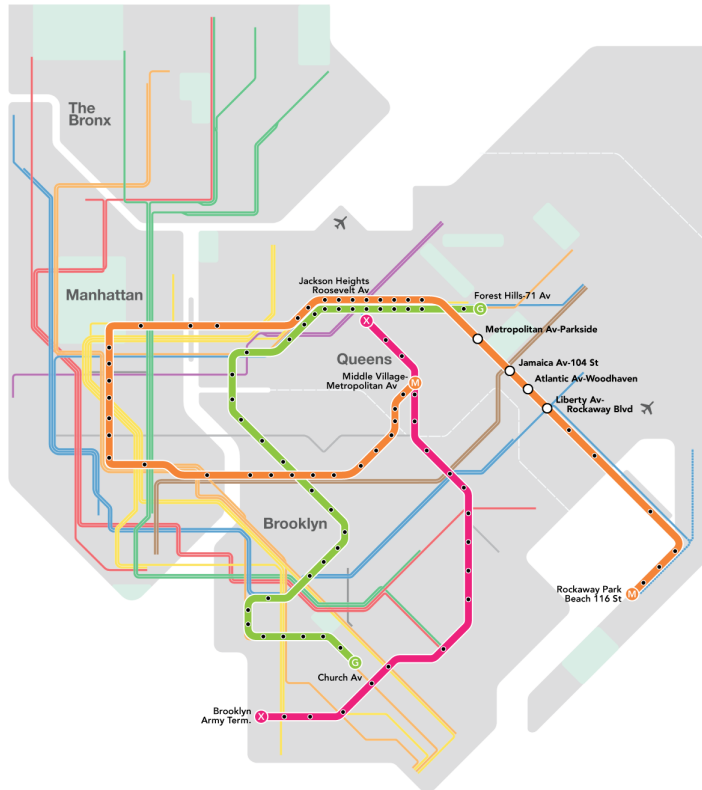 The
Bronx
Manhattan
Jackson Heights
Roosevelt Av
G
Forest Hills-71 Av
X
Metropolitan Av-Parkside
Queens
Jamaica Av-104 St
Middle Village
Metropolitan Av
M
Atlantic Av-Woodhaven
Liberty Av-
Rockaway Blvd
Brooklyn
Rockaway Park
Beach 116 St
M
G
Church Av
Brooklyn
Army Term.
X